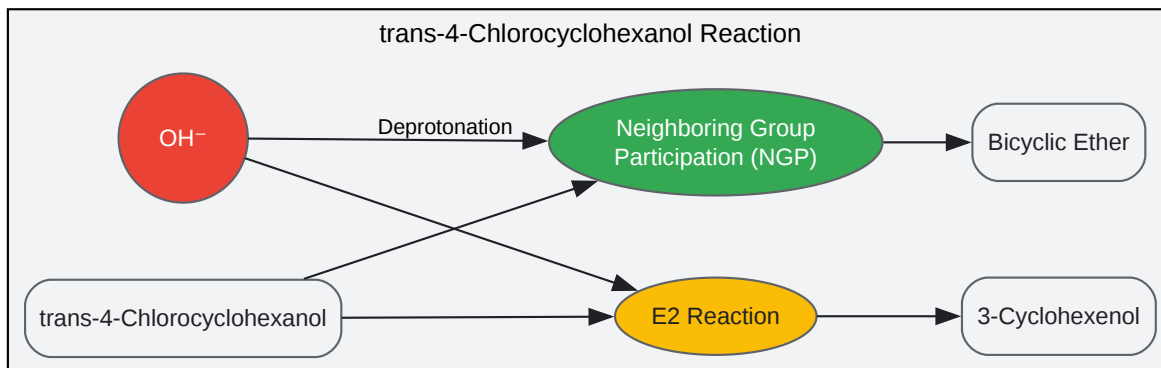 trans-4-Chlorocyclohexanol Reaction
OH⁻
Deprotonation
Neighboring Group
Participation (NGP)
Bicyclic Ether
trans-4-Chlorocyclohexanol
E2 Reaction
3-Cyclohexenol